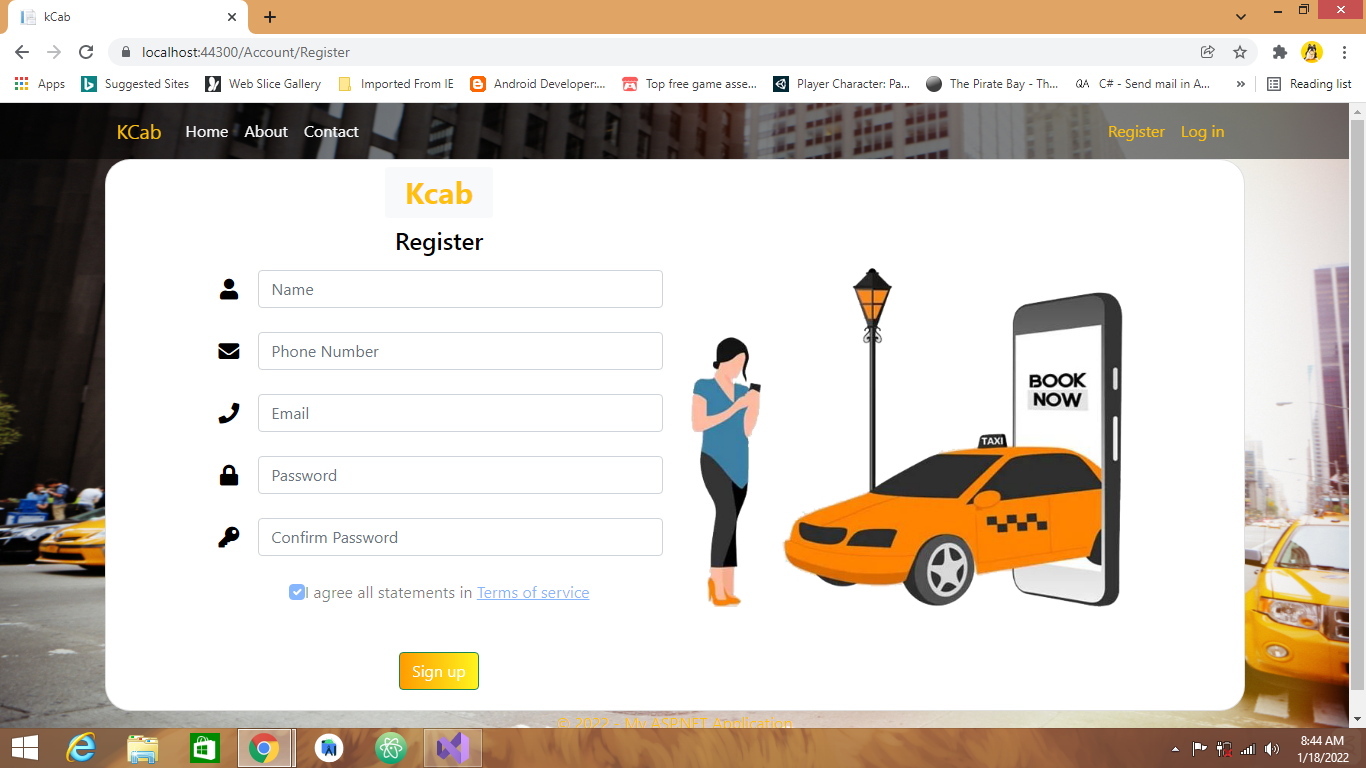 kCab
localhost:44300/Account/Register
Apps Suggested Sites Web Slice Gallery Imported From IE Android Developer:... Top free game asse... Player Character: Pa... The Pirate Bay - Th... QA C# - Send mail in A... » Reading list
KCab Home About Contact Register Log in
Kcab
Register
Name
Phone Number
Email
Password
Confirm Password
I agree all statements in Terms of service
Sign up
BOOK
NOW
TAXI
© 2022 - My ASP.NET Application
8:44 AM
1/18/2022